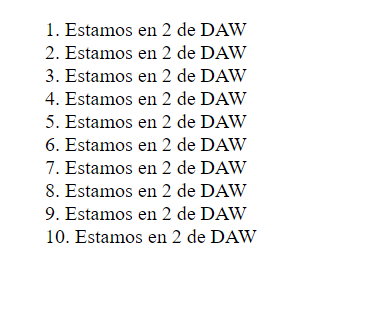 1. Estamos en 2 de DAW
2. Estamos en 2 de DAW
3. Estamos en 2 de DAW
4. Estamos en 2 de DAW
5. Estamos en 2 de DAW
6. Estamos en 2 de DAW
7. Estamos en 2 de DAW
8. Estamos en 2 de DAW
9. Estamos en 2 de DAW
10. Estamos en 2 de DAW